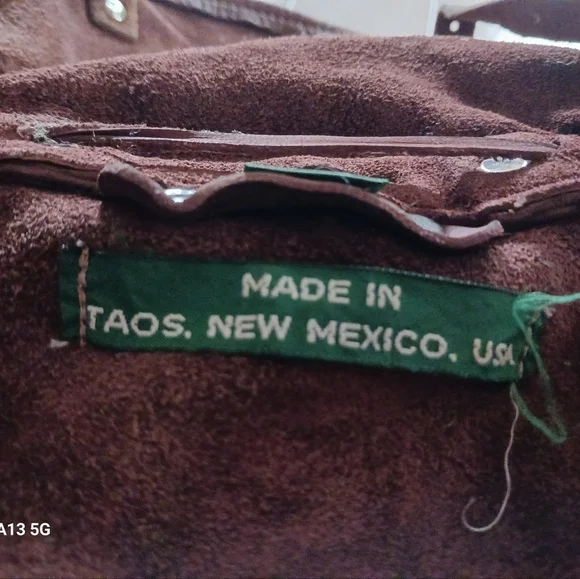 MADE IN
TAOS. NEW MEXICO. USA
A13 5G